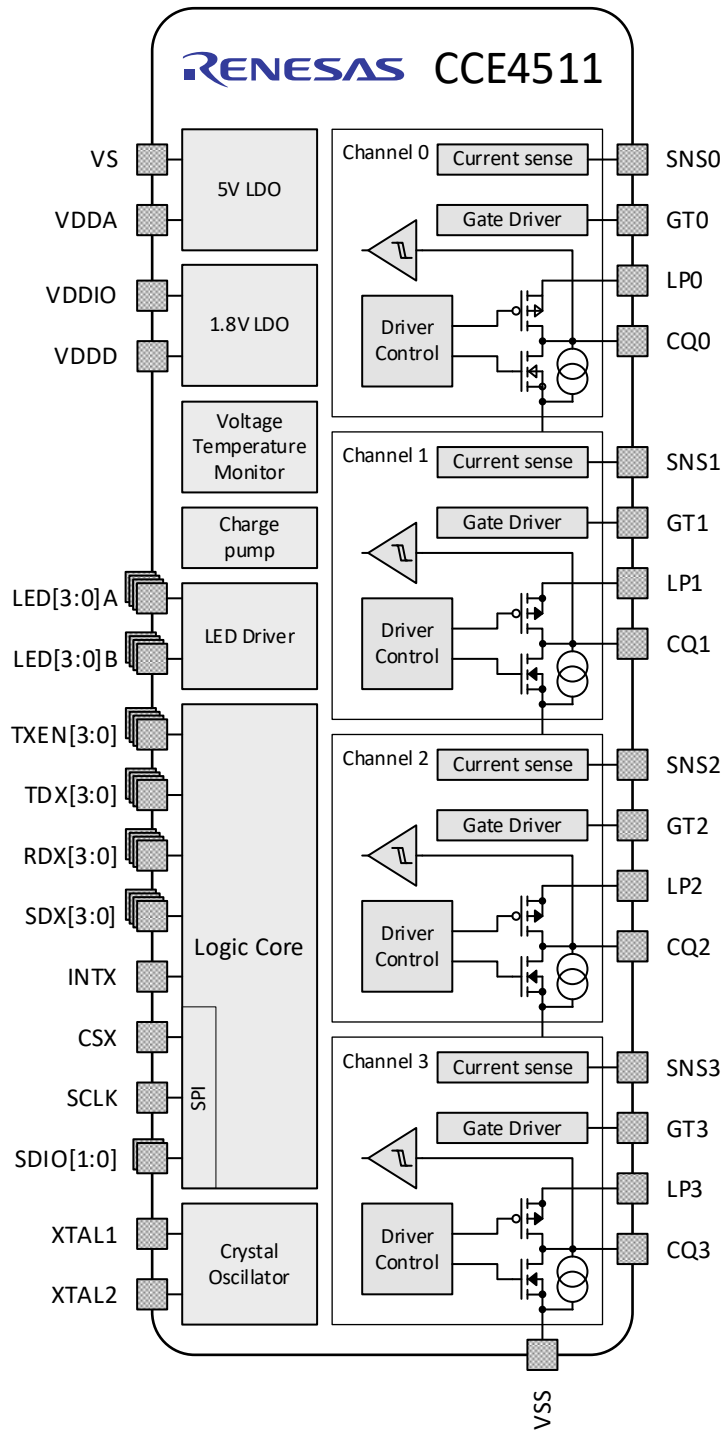 RENESAS CCE4511
VS
VDDA
VDDIO
VDDD
LED[3:0]A
LED[3:0]B
TXEN[3:0]
TDX[3:0]
RDX[3:0]
SDX[3:0]
INTX
CSX
SCLK
SDIO[1:0]
XTAL1
XTAL2
5V LDO
1.8V LDO
Voltage
Temperature
Monitor
Charge
pump
LED Driver
Logic Core
SPI
Crystal
Oscillator
Channel 0
Current sense
Gate Driver
Driver
Control
SNS0
GT0
LP0
CQ0
Channel 1
Current sense
Gate Driver
Driver
Control
SNS1
GT1
LP1
CQ1
Channel 2
Current sense
Gate Driver
Driver
Control
SNS2
GT2
LP2
CQ2
Channel 3
Current sense
Gate Driver
Driver
Control
SNS3
GT3
LP3
CQ3
VSS